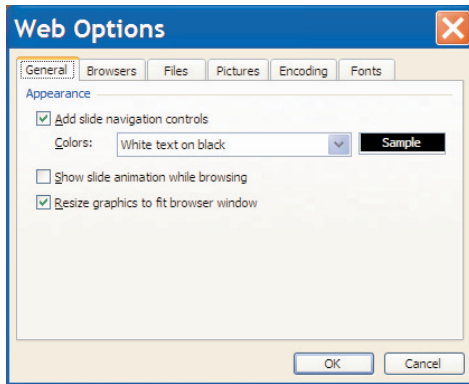 Web Options
General Browsers Files Pictures Encoding Fonts
Appearance
Add slide navigation controls
Colors: White text on black Sample
Show slide animation while browsing
Resize graphics to fit browser window
OK Cancel